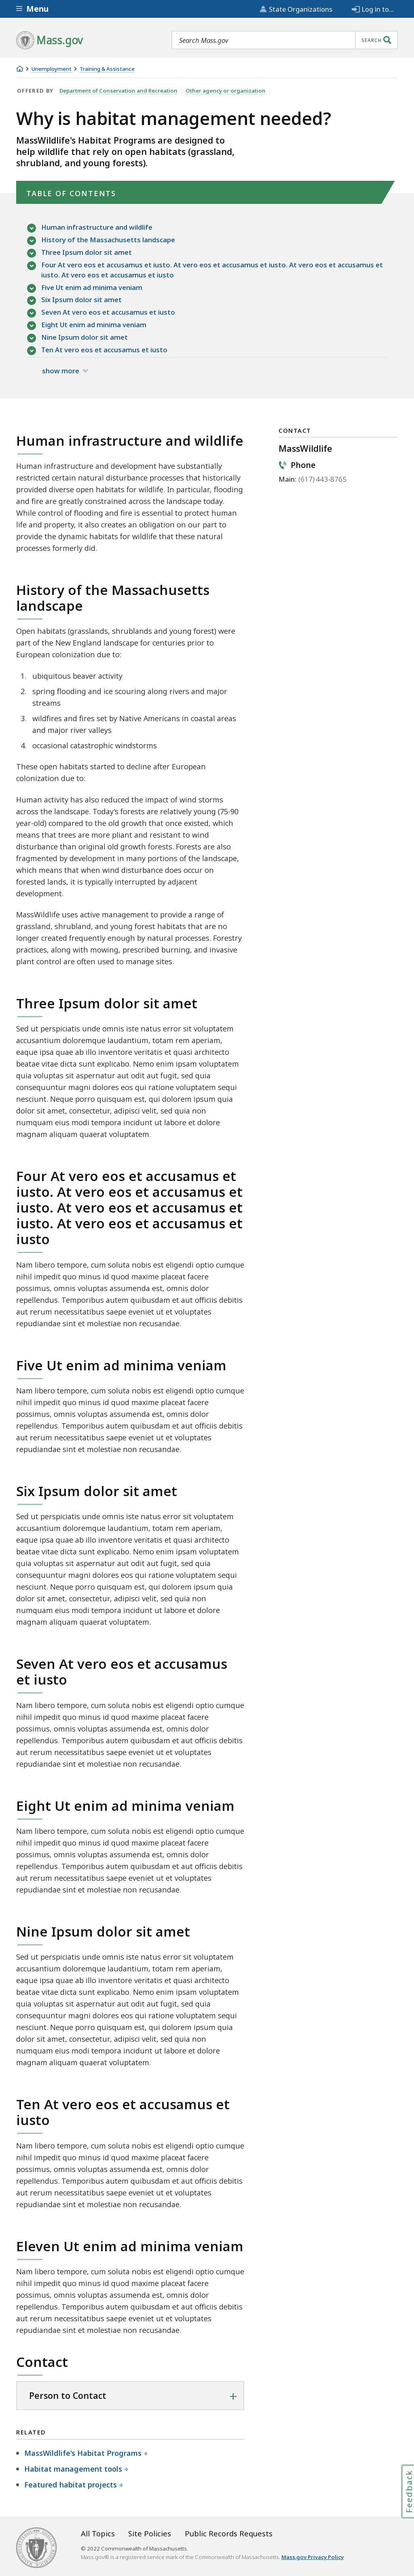 Menu
State Organizations
Log in to...
Mass.gov
Search Mass.gov
SEARCH
Unemployment
Training & Assistance
OFFERED BY Department of Conservation and Recreation Other agency or organization
Why is habitat management needed?
MassWildlife's Habitat Programs are designed to
help wildlife that rely on open habitats (grassland,
shrubland, and young forests).
TABLE OF CONTENTS
Human infrastructure and wildlife
History of the Massachusetts landscape
Three Ipsum dolor sit amet
Four At vero eos et accusamus et iusto. At vero eos et accusamus et iusto. At vero eos et accusamus et
iusto. At vero eos et accusamus et iusto
Five Ut enim ad minima veniam
Six Ipsum dolor sit amet
Seven At vero eos et accusamus et iusto
Eight Ut enim ad minima veniam
Nine Ipsum dolor sit amet
Ten At vero eos et accusamus et iusto
show more
Human infrastructure and wildlife
Human infrastructure and development have substantially
restricted certain natural disturbance processes that historically
provided diverse open habitats for wildlife. In particular, flooding
and fire are greatly constrained across the landscape today.
While control of flooding and fire is essential to protect human
life and property, it also creates an obligation on our part to
provide the dynamic habitats for wildlife that these natural
processes formerly did.
CONTACT
MassWildlife
Phone
Main: (617) 443-8765
History of the Massachusetts
landscape
Open habitats (grasslands, shrublands and young forest) were
part of the New England landscape for centuries prior to
European colonization due to:
1. ubiquitous beaver activity
2. spring flooding and ice scouring along rivers and major
streams
3. wildfires and fires set by Native Americans in coastal areas
and major river valleys
4. occasional catastrophic windstorms
These open habitats started to decline after European
colonization due to:
Human activity has also reduced the impact of wind storms
across the landscape. Today's forests are relatively young (75-90
year-old) compared to the old growth that once existed, which
means that trees are more pliant and resistant to wind
disturbance than original old growth forests. Forests are also
fragmented by development in many portions of the landscape,
which means that when wind disturbance does occur on
forested lands, it is typically interrupted by adjacent
development.
MassWildlife uses active management to provide a range of
grassland, shrubland, and young forest habitats that are no
longer created frequently enough by natural processes. Forestry
practices, along with mowing, prescribed burning, and invasive
plant control are often used to manage sites.
Three Ipsum dolor sit amet
Sed ut perspiciatis unde omnis iste natus error sit voluptatem
accusantium doloremque laudantium, totam rem aperiam,
eaque ipsa quae ab illo inventore veritatis et quasi architecto
beatae vitae dicta sunt explicabo. Nemo enim ipsam voluptatem
quia voluptas sit aspernatur aut odit aut fugit, sed quia
consequuntur magni dolores eos qui ratione voluptatem sequi
nesciunt. Neque porro quisquam est, qui dolorem ipsum quia
dolor sit amet, consectetur, adipisci velit, sed quia non
numquam eius modi tempora incidunt ut labore et dolore
magnam aliquam quaerat voluptatem.
Four At vero eos et accusamus et
iusto. At vero eos et accusamus et
iusto. At vero eos et accusamus et
iusto. At vero eos et accusamus et
iusto
Nam libero tempore, cum soluta nobis est eligendi optio cumque
nihil impedit quo minus id quod maxime placeat facere
possimus, omnis voluptas assumenda est, omnis dolor
repellendus. Temporibus autem quibusdam et aut officiis debitis
aut rerum necessitatibus saepe eveniet ut et voluptates
repudiandae sint et molestiae non recusandae.
Five Ut enim ad minima veniam
Nam libero tempore, cum soluta nobis est eligendi optio cumque
nihil impedit quo minus id quod maxime placeat facere
possimus, omnis voluptas assumenda est, omnis dolor
repellendus. Temporibus autem quibusdam et aut officiis debitis
aut rerum necessitatibus saepe eveniet ut et voluptates
repudiandae sint et molestiae non recusandae.
Six Ipsum dolor sit amet
Sed ut perspiciatis unde omnis iste natus error sit voluptatem
accusantium doloremque laudantium, totam rem aperiam,
eaque ipsa quae ab illo inventore veritatis et quasi architecto
beatae vitae dicta sunt explicabo. Nemo enim ipsam voluptatem
quia voluptas sit aspernatur aut odit aut fugit, sed quia
consequuntur magni dolores eos qui ratione voluptatem sequi
nesciunt. Neque porro quisquam est, qui dolorem ipsum quia
dolor sit amet, consectetur, adipisci velit, sed quia non
numquam eius modi tempora incidunt ut labore et dolore
magnam aliquam quaerat voluptatem.
Seven At vero eos et accusamus
et iusto
Nam libero tempore, cum soluta nobis est eligendi optio cumque
nihil impedit quo minus id quod maxime placeat facere
possimus, omnis voluptas assumenda est, omnis dolor
repellendus. Temporibus autem quibusdam et aut officiis debitis
aut rerum necessitatibus saepe eveniet ut et voluptates
repudiandae sint et molestiae non recusandae.
Eight Ut enim ad minima veniam
Nam libero tempore, cum soluta nobis est eligendi optio cumque
nihil impedit quo minus id quod maxime placeat facere
possimus, omnis voluptas assumenda est, omnis dolor
repellendus. Temporibus autem quibusdam et aut officiis debitis
aut rerum necessitatibus saepe eveniet ut et voluptates
repudiandae sint et molestiae non recusandae.
Nine Ipsum dolor sit amet
Sed ut perspiciatis unde omnis iste natus error sit voluptatem
accusantium doloremque laudantium, totam rem aperiam,
eaque ipsa quae ab illo inventore veritatis et quasi architecto
beatae vitae dicta sunt explicabo. Nemo enim ipsam voluptatem
quia voluptas sit aspernatur aut odit aut fugit, sed quia
consequuntur magni dolores eos qui ratione voluptatem sequi
nesciunt. Neque porro quisquam est, qui dolorem ipsum quia
dolor sit amet, consectetur, adipisci velit, sed quia non
numquam eius modi tempora incidunt ut labore et dolore
magnam aliquam quaerat voluptatem.
Ten At vero eos et accusamus et
iusto
Nam libero tempore, cum soluta nobis est eligendi optio cumque
nihil impedit quo minus id quod maxime placeat facere
possimus, omnis voluptas assumenda est, omnis dolor
repellendus. Temporibus autem quibusdam et aut officiis debitis
aut rerum necessitatibus saepe eveniet ut et voluptates
repudiandae sint et molestiae non recusandae.
Eleven Ut enim ad minima veniam
Nam libero tempore, cum soluta nobis est eligendi optio cumque
nihil impedit quo minus id quod maxime placeat facere
possimus, omnis voluptas assumenda est, omnis dolor
repellendus. Temporibus autem quibusdam et aut officiis debitis
aut rerum necessitatibus saepe eveniet ut et voluptates
repudiandae sint et molestiae non recusandae.
Contact
Person to Contact
RELATED
MassWildlife's Habitat Programs
Habitat management tools
Featured habitat projects
Feedback
All Topics Site Policies Public Records Requests
© 2022 Commonwealth of Massachusetts.
Mass.gov® is a registered service mark of the Commonwealth of Massachusetts. Mass.gov Privacy Policy